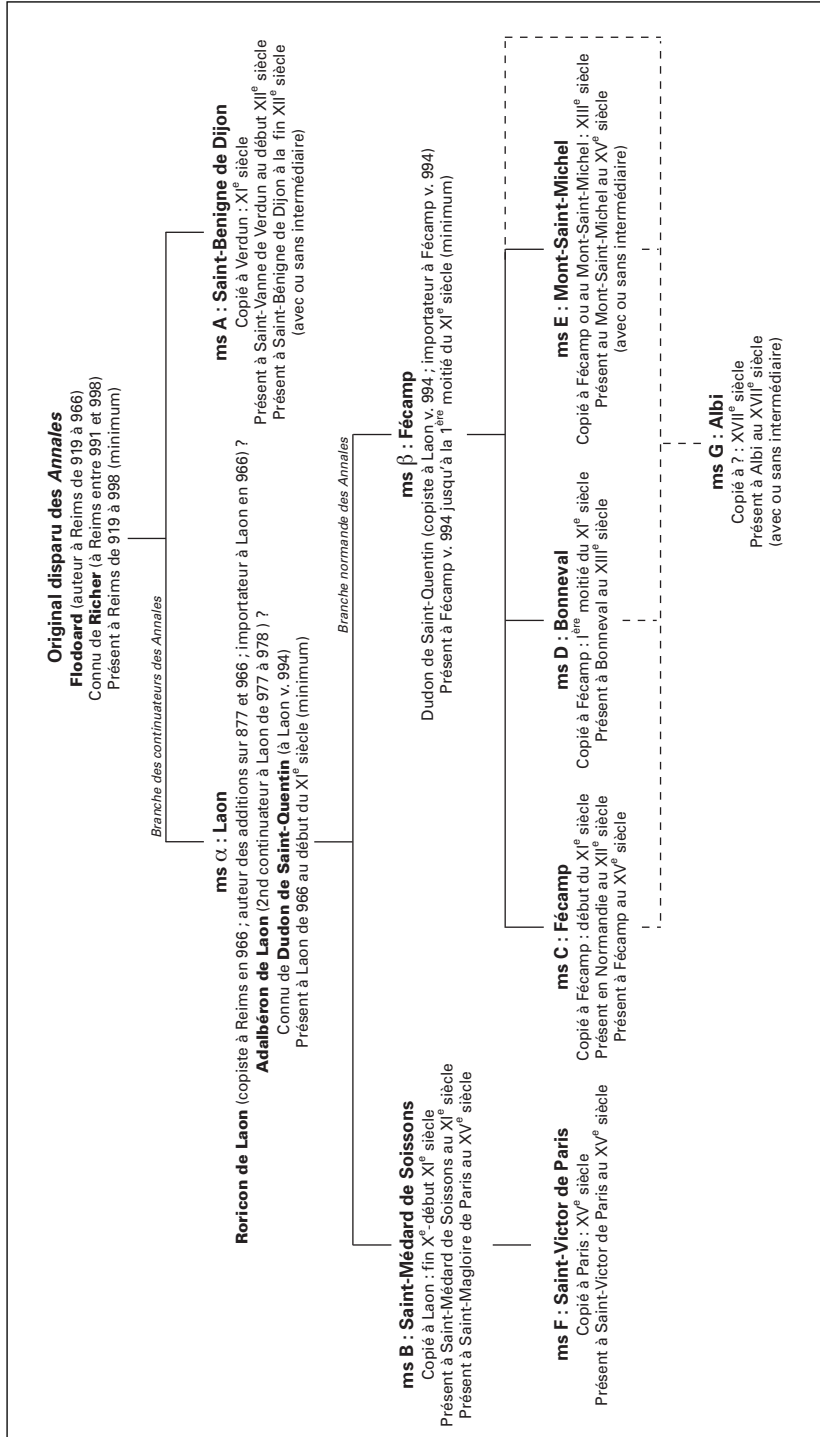 Original disparu des Annales
Flodoard (auteur à Reims de 919 à 966)
Connu de Richer (à Reims entre 991 et 998)
Présent à Reims de 919 à 998 (minimum)
Branche des continuateurs des Annales
ms α : Laon
Roricon de Laon (copiste à Reims en 966 ; auteur des additions sur 877 et 966 ; importateur à Laon en 966) ?
Adalbéron de Laon (2nd continuateur à Laon de 977 à 978 ) ?
Connu de Dudon de Saint-Quentin (à Laon v. 994)
Présent à Laon de 966 au début du XIe siècle (minimum)
ms A : Saint-Benigne de Dijon
Copié à Verdun : XIe siècle
Présent à Saint-Vanne de Verdun au début XIIe siècle
Présent à Saint-Bénigne de Dijon à la fin XIIe siècle
(avec ou sans intermédiaire)
Branche normande des Annales
ms B : Saint-Médard de Soissons
Copié à Laon : fin Xe-début XIe siècle
Présent à Saint-Médard de Soissons au XIe siècle
Présent à Saint-Magloire de Paris au XVe siècle
ms β : Fécamp
Dudon de Saint-Quentin (copiste à Laon v. 994 ; importateur à Fécamp v. 994)
Présent à Fécamp v. 994 jusqu'à la 1ère moitié du XIe siècle (minimum)
ms F : Saint-Victor de Paris
Copié à Paris : XVe siècle
Présent à Saint-Victor de Paris au XVe siècle
ms C : Fécamp
Copié à Fécamp : début du XIe siècle
Présent en Normandie au XIIe siècle
Présent à Fécamp au XVe siècle
ms D : Bonneval
Copié à Fécamp : 1ère moitié du XIe siècle
Présent à Bonneval au XIIIe siècle
ms E : Mont-Saint-Michel
Copié à Fécamp ou au Mont-Saint-Michel : XIIIe siècle
Présent au Mont-Saint-Michel au XVe siècle
(avec ou sans intermédiaire)
ms G : Albi
Copié à ? : XVIIe siècle
Présent à Albi au XVIIe siècle
(avec ou sans intermédiaire)